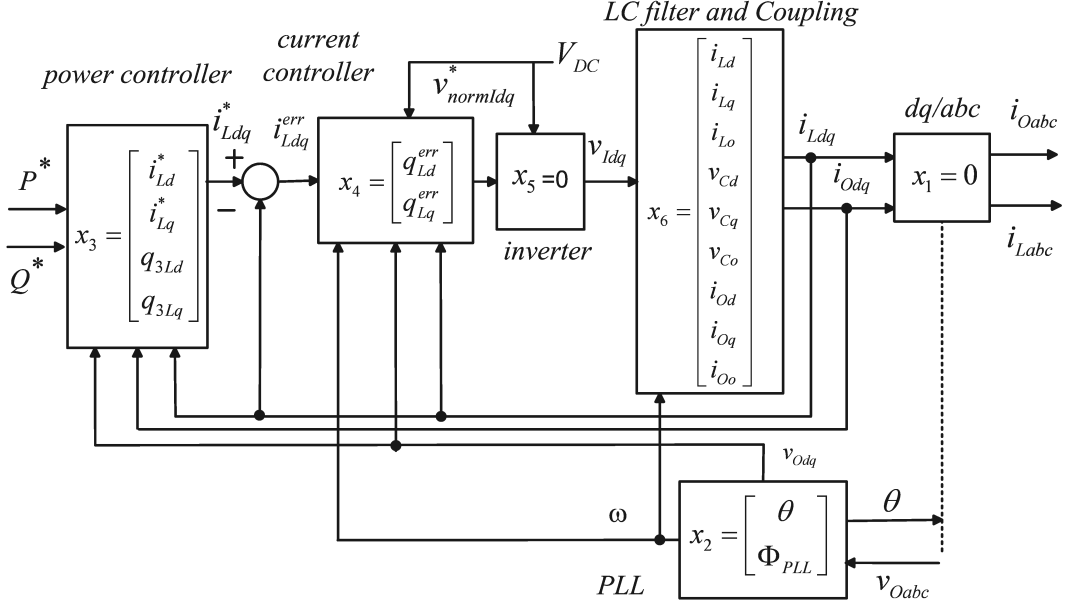 LC filter and Coupling
current
controller
power controller
V_DC
v*_normIdq
dq/abc
i_Oabc
i*_Ldq
i^err_Ldq
+
−
P*
Q*
x_3 =
i*_Ld
i*_Lq
q_3Ld
q_3Lq
x_4 =
q^err_Ld
q^err_Lq
x_5 =0
inverter
v_Idq
x_6 =
i_Ld
i_Lq
i_Lo
v_Cd
v_Cq
v_Co
i_Od
i_Oq
i_Oo
i_Ldq
i_Odq
x_1 = 0
i_Labc
v_Odq
ω
x_2 =
θ
Φ_PLL
θ
v_Oabc
PLL